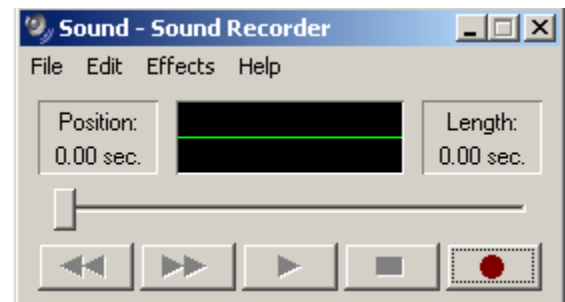 Sound - Sound Recorder
File Edit Effects Help
Position:
0.00 sec.
Length:
0.00 sec.